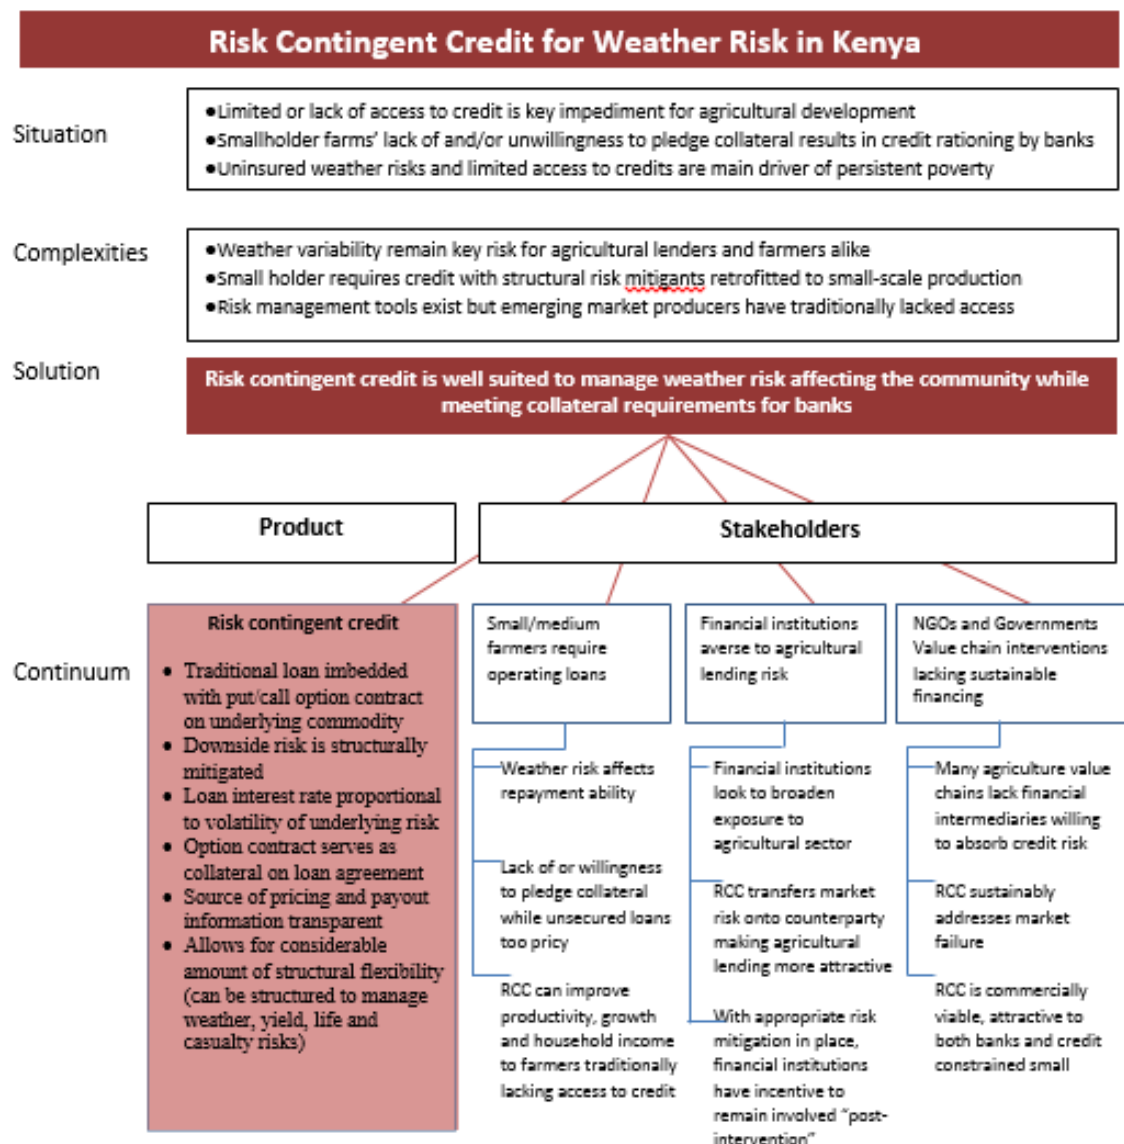 Risk Contingent Credit for Weather Risk in Kenya
Situation
●Limited or lack of access to credit is key impediment for agricultural development
●Smallholder farms' lack of and/or unwillingness to pledge collateral results in credit rationing by banks
●Uninsured weather risks and limited access to credits are main driver of persistent poverty
Complexities
●Weather variability remain key risk for agricultural lenders and farmers alike
●Small holder requires credit with structural risk mitigants retrofitted to small-scale production
●Risk management tools exist but emerging market producers have traditionally lacked access
Solution
Risk contingent credit is well suited to manage weather risk affecting the community while
meeting collateral requirements for banks
Product
Stakeholders
Continuum
Risk contingent credit
● Traditional loan imbedded
with put/call option contract
on underlying commodity
● Downside risk is structurally
mitigated
● Loan interest rate proportional
to volatility of underlying risk
● Option contract serves as
collateral on loan agreement
● Source of pricing and payout
information transparent
● Allows for considerable
amount of structural flexibility
(can be structured to manage
weather, yield, life and
casualty risks)
Small/medium
farmers require
operating loans
Weather risk affects
repayment ability
Lack of or willingness
to pledge collateral
while unsecured loans
too pricy
RCC can improve
productivity, growth
and household income
to farmers traditionally
lacking access to credit
Financial institutions
averse to agricultural
lending risk
Financial institutions
look to broaden
exposure to
agricultural sector
RCC transfers market
risk onto counterparty
making agricultural
lending more attractive
With appropriate risk
mitigation in place,
financial institutions
have incentive to
remain involved "post-
intervention"
NGOs and Governments
Value chain interventions
lacking sustainable
financing
Many agriculture value
chains lack financial
intermediaries willing
to absorb credit risk
RCC sustainably
addresses market
failure
RCC is commercially
viable, attractive to
both banks and credit
constrained small